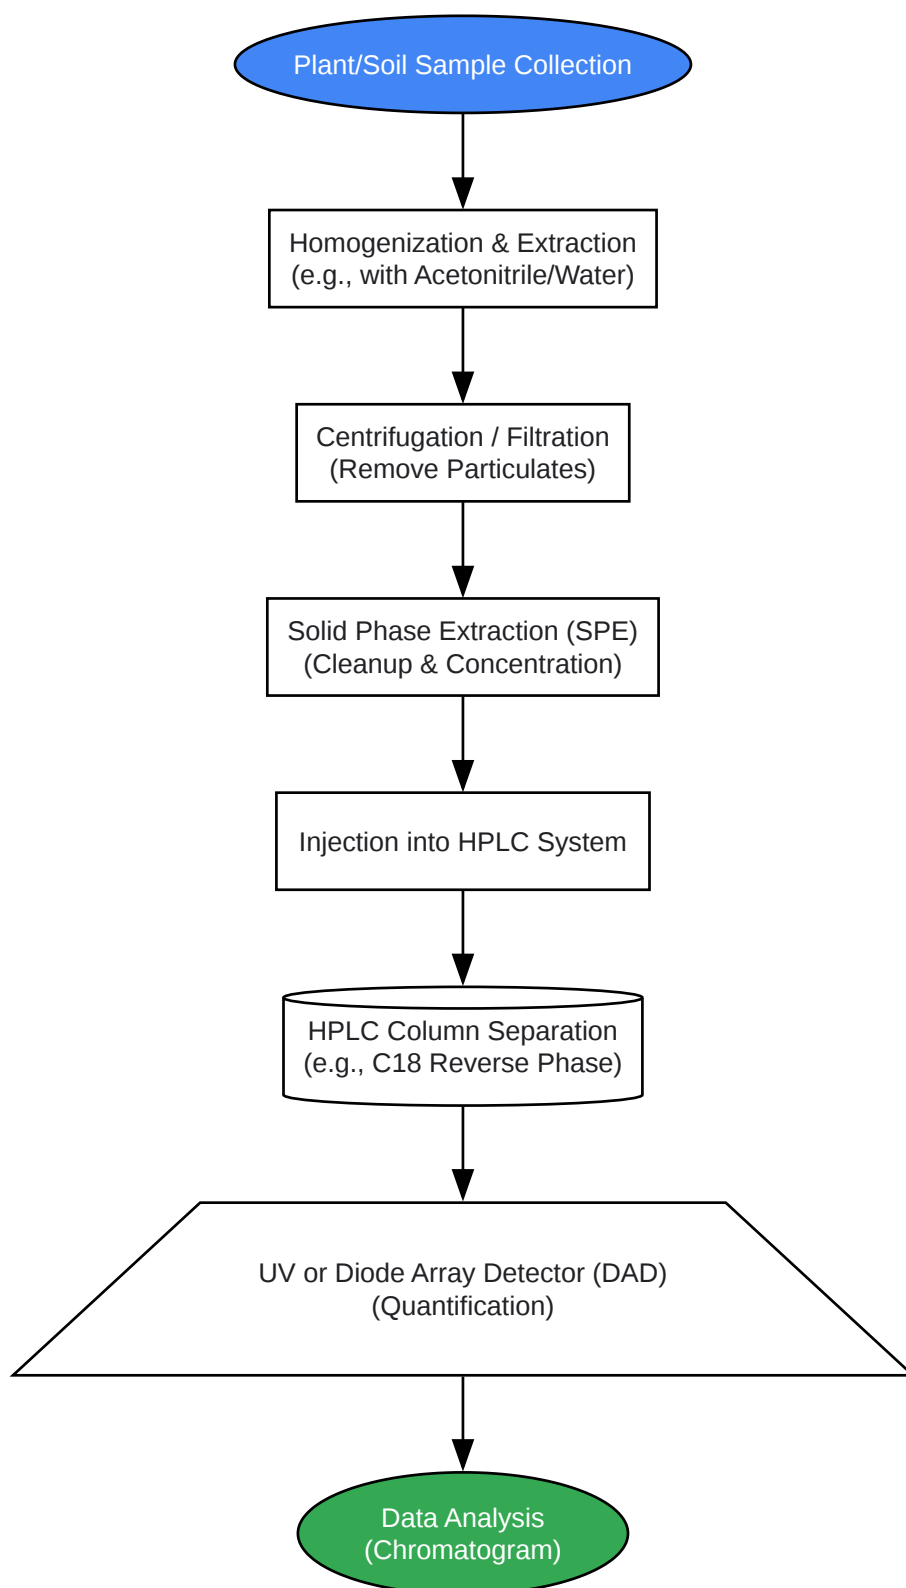 Plant/Soil Sample Collection
Homogenization & Extraction
(e.g., with Acetonitrile/Water)
Centrifugation / Filtration
(Remove Particulates)
Solid Phase Extraction (SPE)
(Cleanup & Concentration)
Injection into HPLC System
HPLC Column Separation
(e.g., C18 Reverse Phase)
UV or Diode Array Detector (DAD)
(Quantification)
Data Analysis
(Chromatogram)